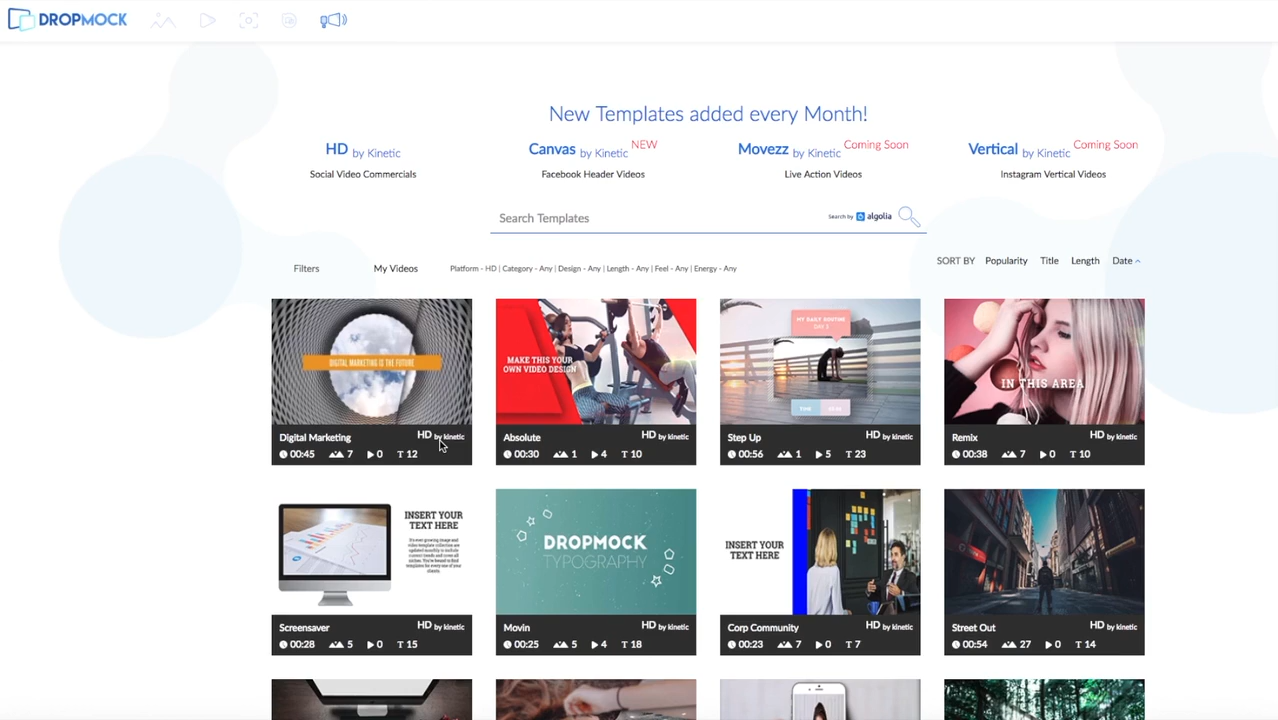 DROPMOCK
New Templates added every Month!
HD by Kinetic
Social Video Commercials
Canvas by Kinetic NEW
Facebook Header Videos
Movezz by Kinetic Coming Soon
Live Action Videos
Vertical by Kinetic Coming Soon
Instagram Vertical Videos
Search Templates
Search by algolia
Filters
My Videos
Platform - HD | Category - Any | Design - Any | Length - Any | Feel - Any | Energy - Any
SORT BY Popularity Title Length Date
DIGITAL MARKETING IS THE FUTURE
Digital Marketing HD by kinetic
00:45 7 0 T 12
MAKE THIS YOUR
OWN VIDEO DESIGN
Absolute HD by kinetic
00:30 1 4 T 10
MY DAILY ROUTINE
DAY 2
TIME
Step Up HD by kinetic
00:56 1 5 T 23
IN THIS AREA
Remix HD by kinetic
00:38 7 0 T 10
INSERT YOUR
TEXT HERE
Screensaver HD by kinetic
00:28 5 0 T 15
DROPMOCK
TYPOGRAPHY
Movin HD by kinetic
00:25 5 4 T 18
INSERT YOUR
TEXT HERE
Corp Community HD by kinetic
00:23 7 0 T 7
Street Out HD by kinetic
00:54 27 0 T 14